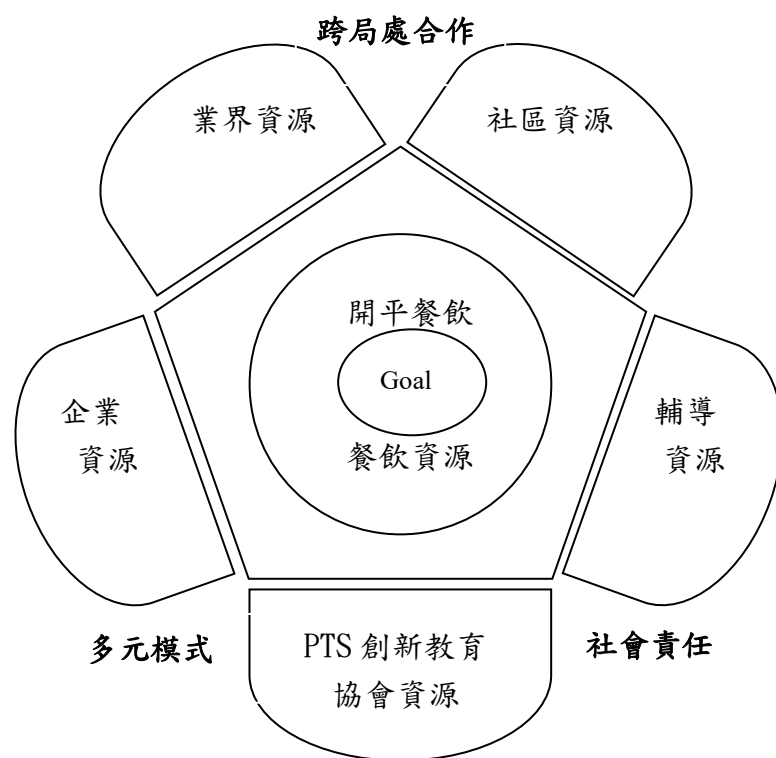 跨局處合作
業界資源
社區資源
開平餐飲
Goal
餐飲資源
企業
資源
輔導
資源
多元模式
PTS 創新教育
協會資源
社會責任